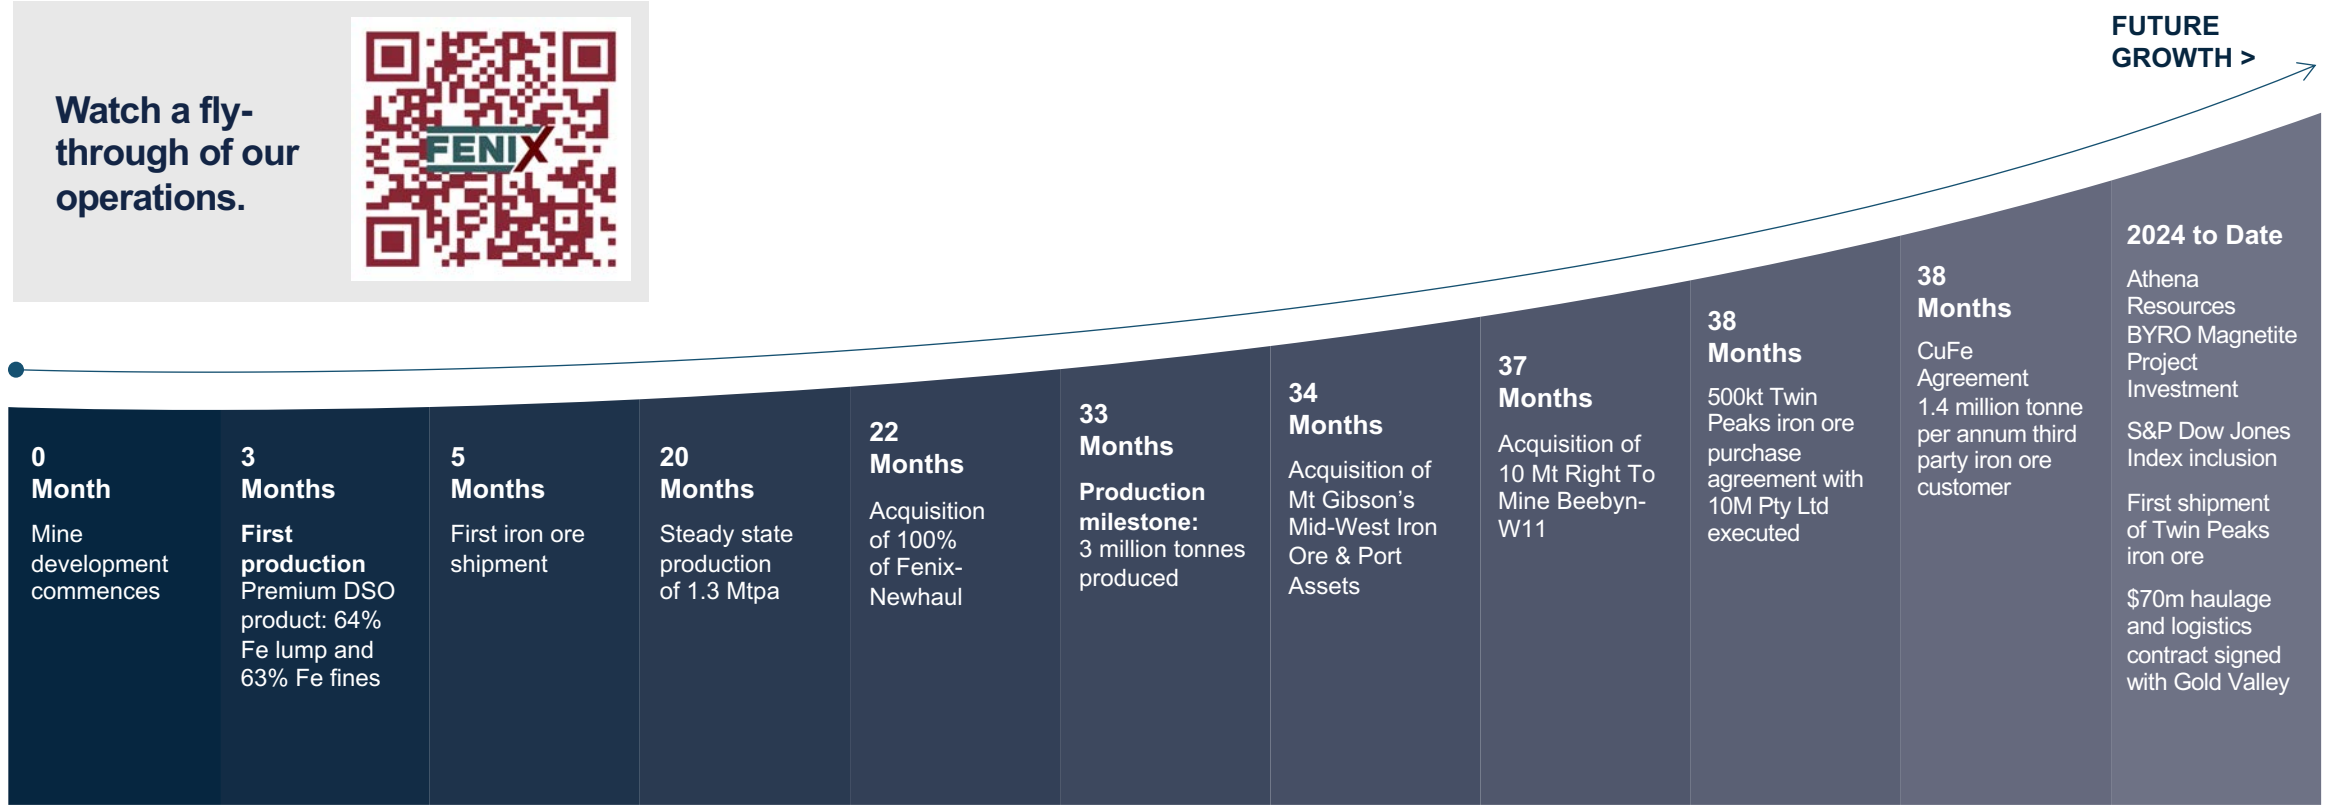 Watch a fly-
through of our
operations.
FENIX
FUTURE
GROWTH >
0
Month
Mine
development
commences
3
Months
First
production
Premium DSO
product: 64%
Fe lump and
63% Fe fines
5
Months
First iron ore
shipment
20
Months
Steady state
production
of 1.3 Mtpa
22
Months
Acquisition
of 100%
of Fenix-
Newhaul
33
Months
Production
milestone:
3 million tonnes
produced
34
Months
Acquisition of
Mt Gibson’s
Mid-West Iron
Ore & Port
Assets
37
Months
Acquisition of
10 Mt Right To
Mine Beebyn-
W11
38
Months
500kt Twin
Peaks iron ore
purchase
agreement with
10M Pty Ltd
executed
38
Months
CuFe
Agreement
1.4 million tonne
per annum third
party iron ore
customer
2024 to Date
Athena
Resources
BYRO Magnetite
Project
Investment
S&P Dow Jones
Index inclusion
First shipment
of Twin Peaks
iron ore
$70m haulage
and logistics
contract signed
with Gold Valley